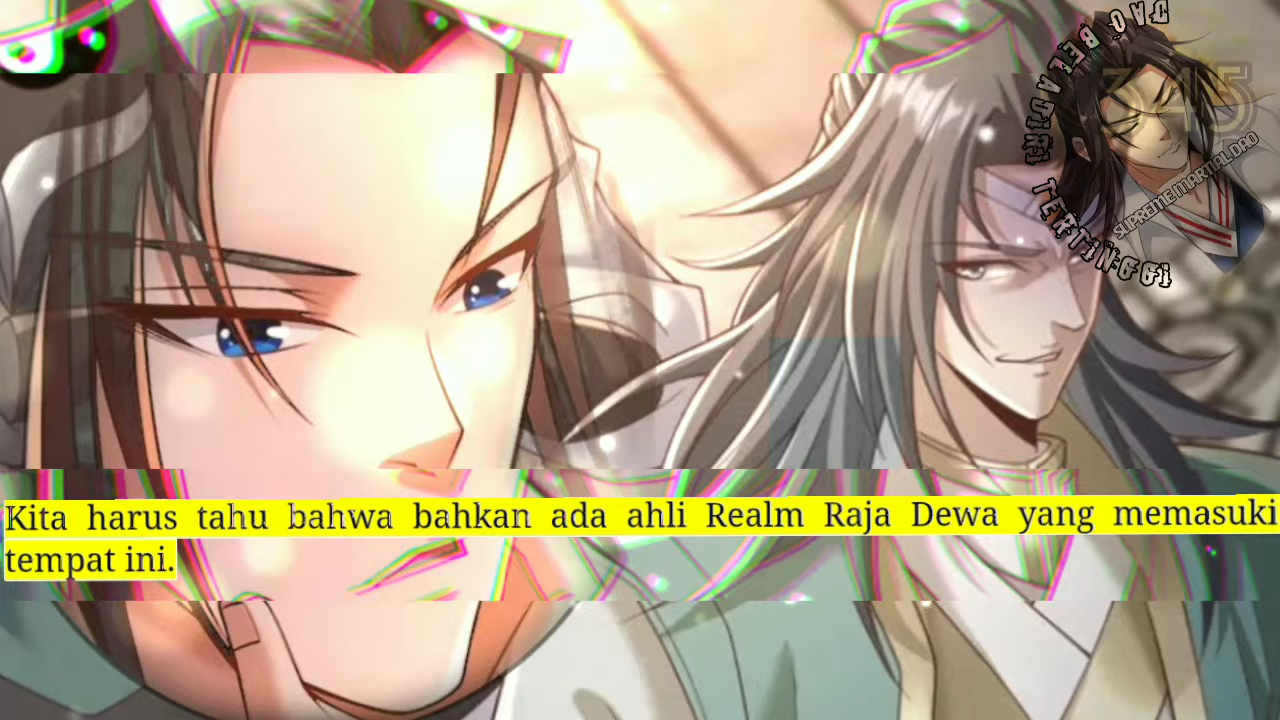 DAO BELADIRI TERTINGGI
345
SUPREME MARTIAL DAO
Kita harus tahu bahwa bahkan ada ahli Realm Raja Dewa yang memasuki
tempat ini.